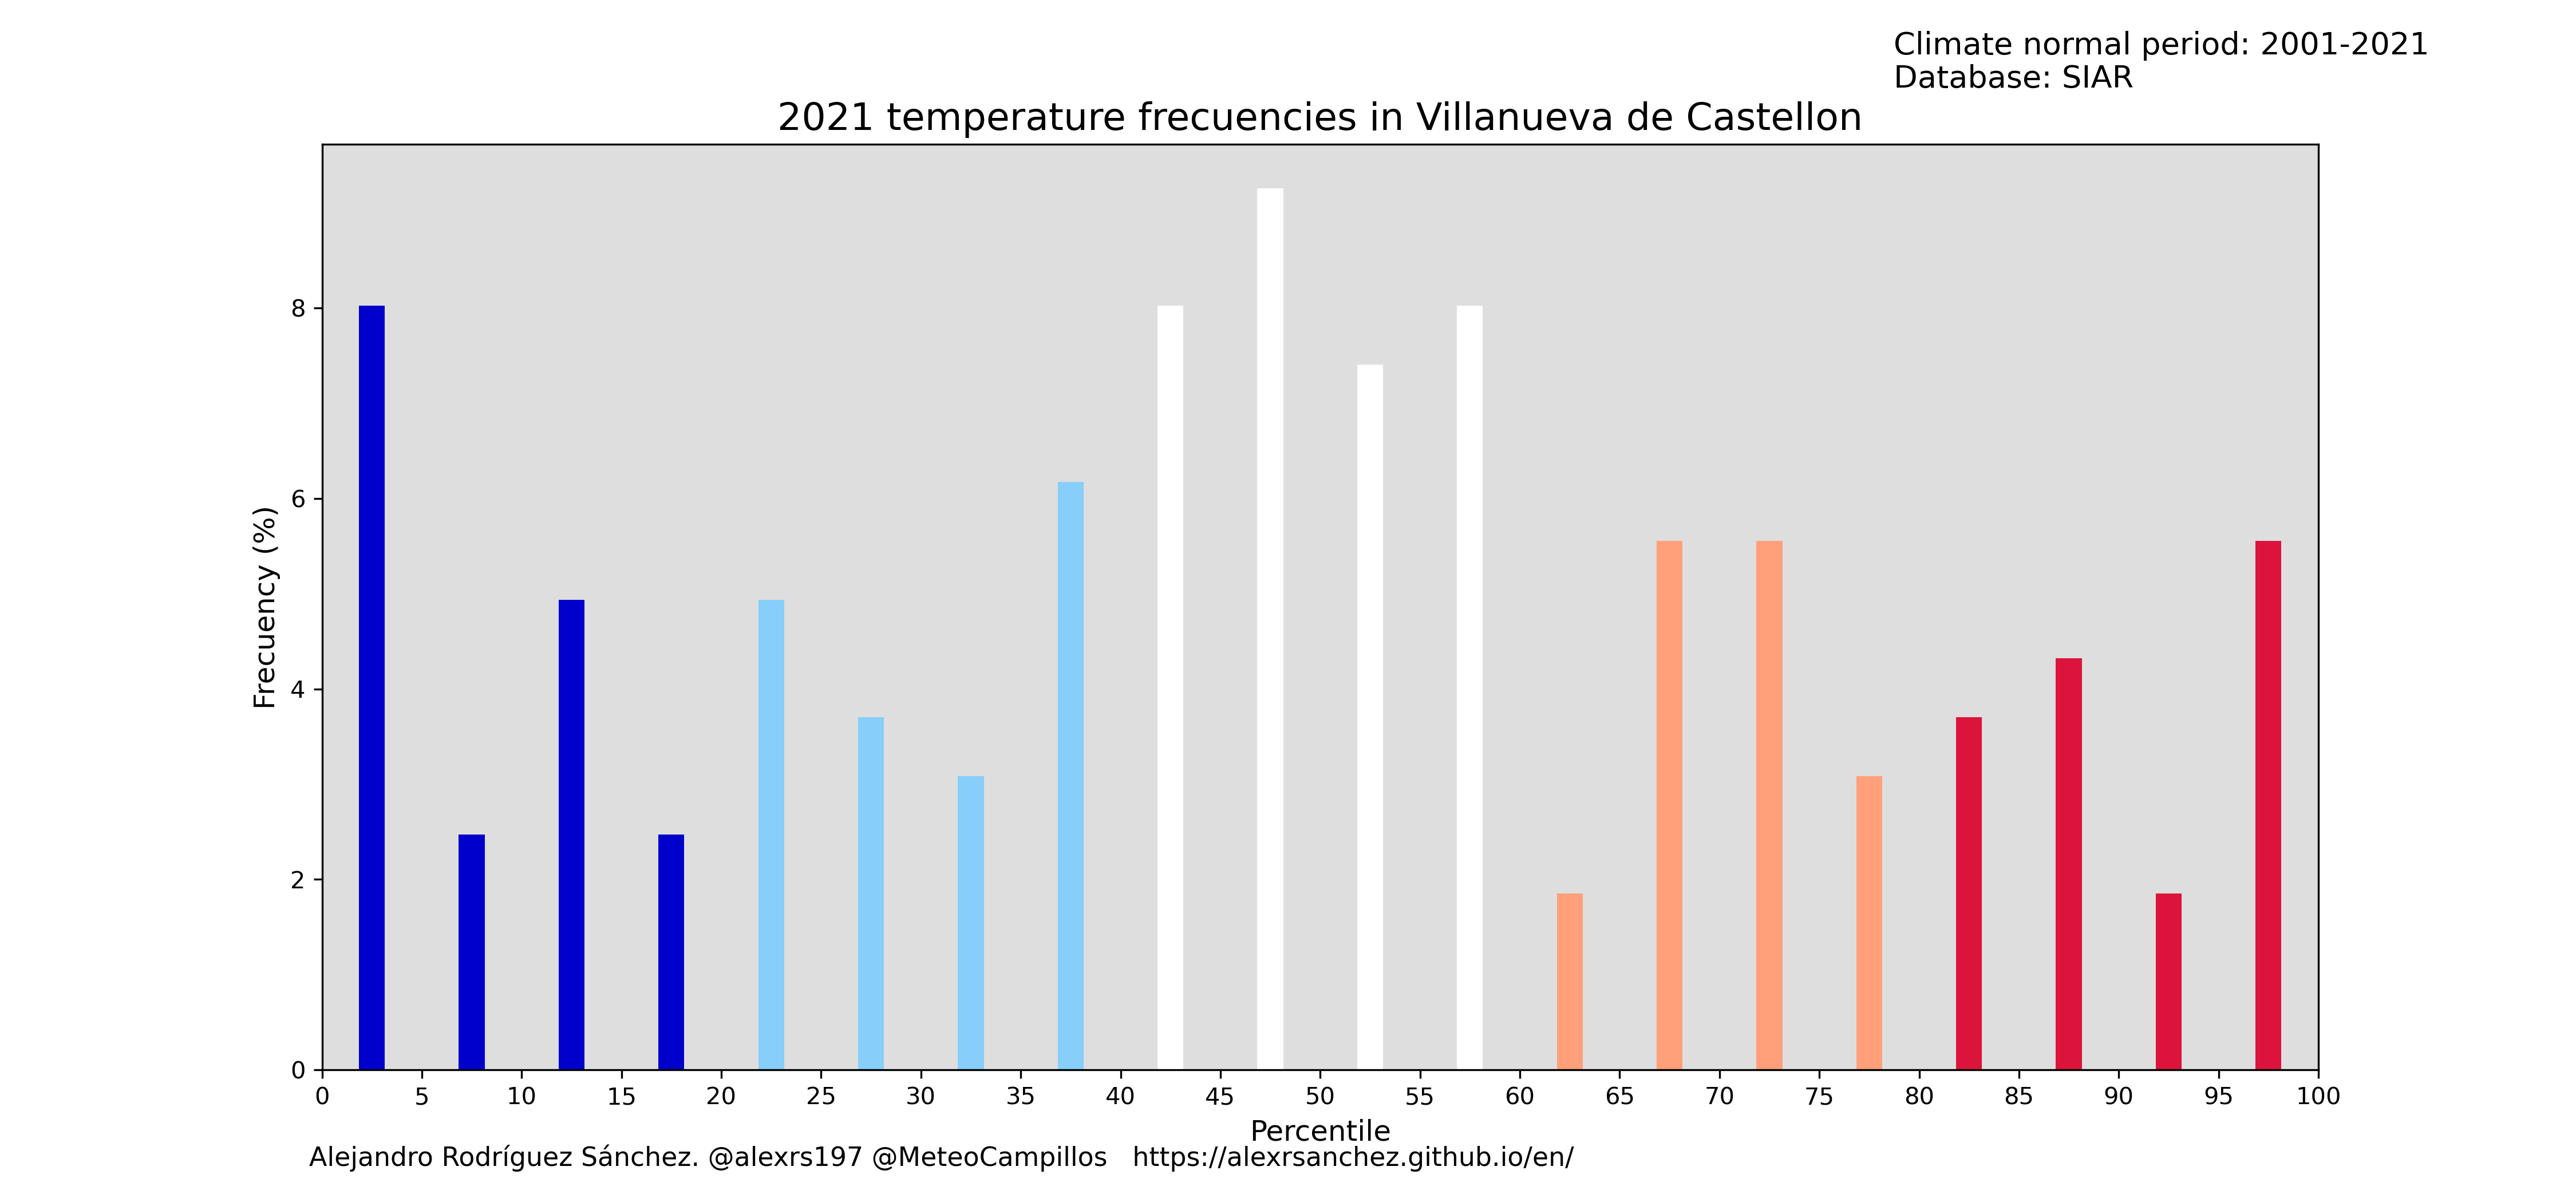 Climate normal period: 2001-2021
Database: SIAR
2021 temperature frecuencies in Villanueva de Castellon
Frecuency (%)
8
6
4
2
0
0 5 10 15 20 25 30 35 40 45 50 55 60 65 70 75 80 85 90 95 100
Percentile
Alejandro Rodríguez Sánchez. @alexrs197 @MeteoCampillos https://alexrsanchez.github.io/en/